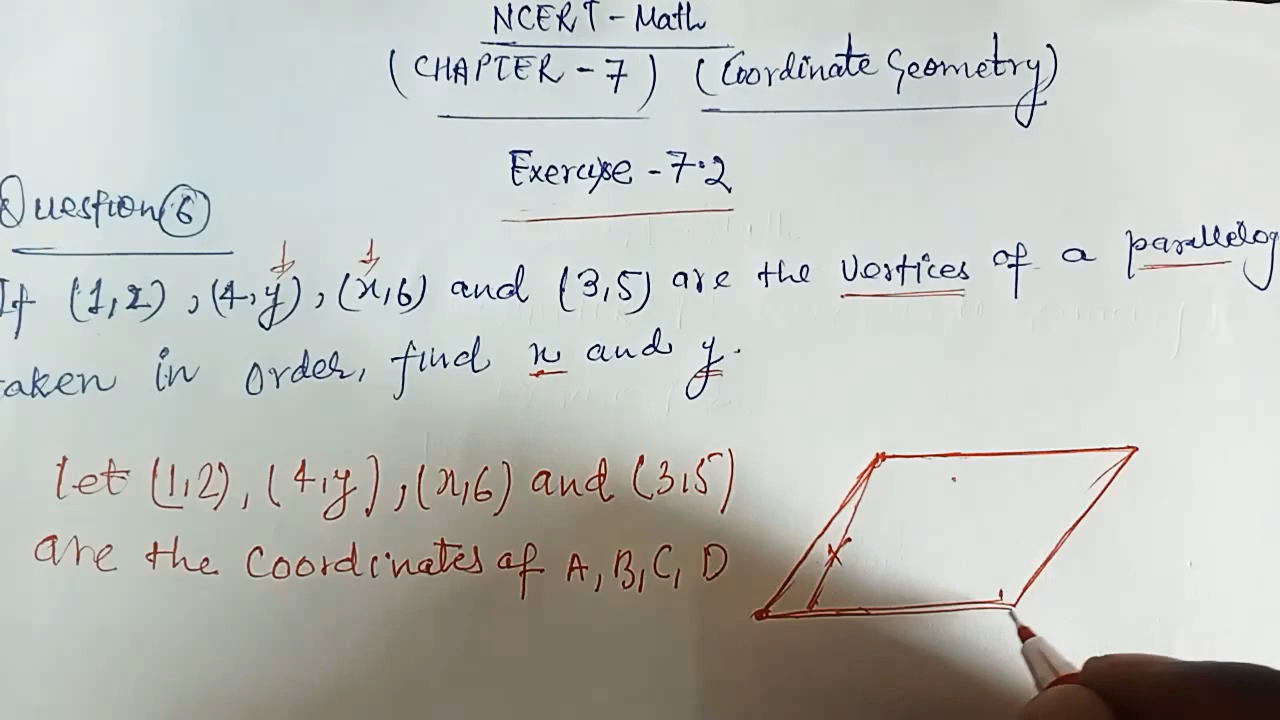 NCERT - Math
(CHAPTER - 7) (Coordinate Geometry)
Exercise - 7.2
Question 6
If (1,2), (4,y), (x,6) and (3,5) are the vertices of a parallelog
taken in order, find x and y.
let (1,2), (4,y), (x,6) and (3,5)
are the coordinates of A, B, C, D